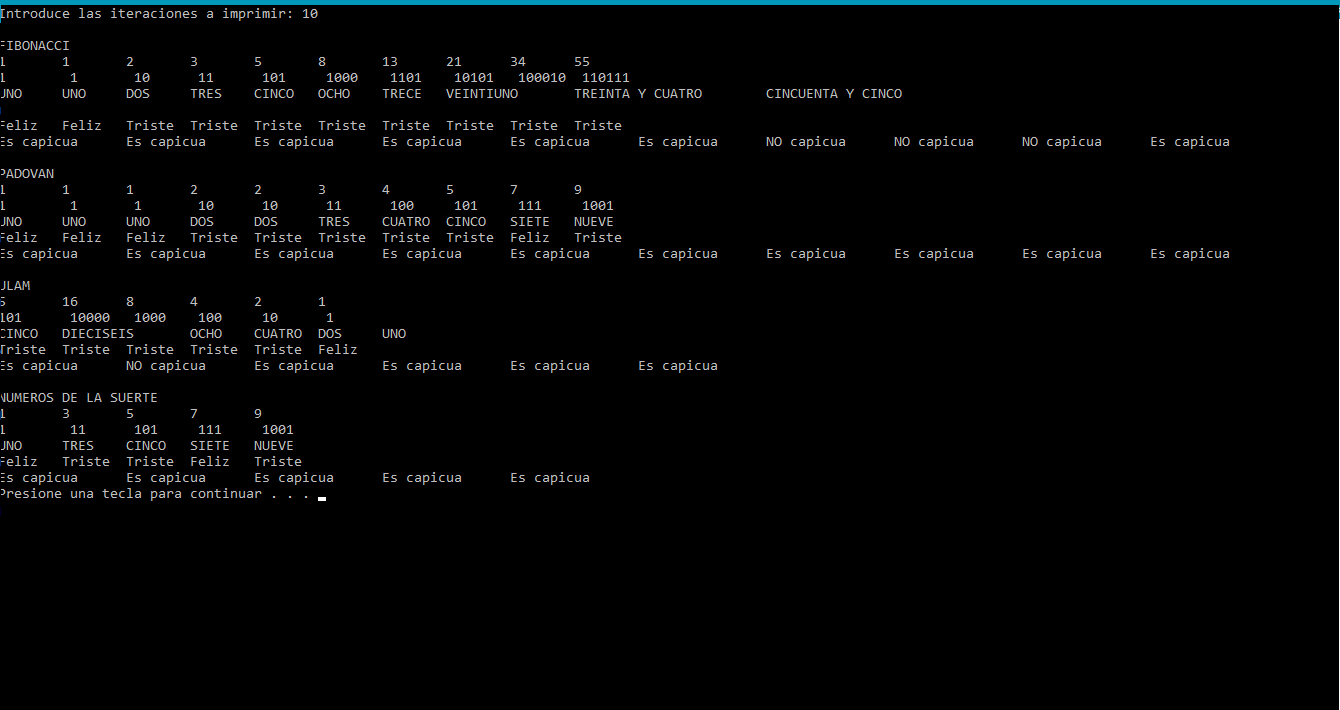 Introduce las iteraciones a imprimir: 10
FIBONACCI
1 1 2 3 5 8 13 21 34 55
1 1 10 11 101 1000 1101 10101 100010 110111
UNO UNO DOS TRES CINCO OCHO TRECE VEINTIUNO TREINTA Y CUATRO CINCUENTA Y CINCO
Feliz Feliz Triste Triste Triste Triste Triste Triste Triste Triste
Es capicua Es capicua Es capicua Es capicua Es capicua Es capicua NO capicua NO capicua NO capicua Es capicua
PADOVAN
1 1 1 2 2 3 4 5 7 9
1 1 1 10 10 11 100 101 111 1001
UNO UNO UNO DOS DOS TRES CUATRO CINCO SIETE NUEVE
Feliz Feliz Feliz Triste Triste Triste Triste Triste Feliz Triste
Es capicua Es capicua Es capicua Es capicua Es capicua Es capicua Es capicua Es capicua Es capicua Es capicua
ULAM
5 16 8 4 2 1
101 10000 1000 100 10 1
CINCO DIECISEIS OCHO CUATRO DOS UNO
Triste Triste Triste Triste Triste Feliz
Es capicua NO capicua Es capicua Es capicua Es capicua Es capicua
NUMEROS DE LA SUERTE
1 3 5 7 9
1 11 101 111 1001
UNO TRES CINCO SIETE NUEVE
Feliz Triste Triste Feliz Triste
Es capicua Es capicua Es capicua Es capicua Es capicua
Presione una tecla para continuar . . .